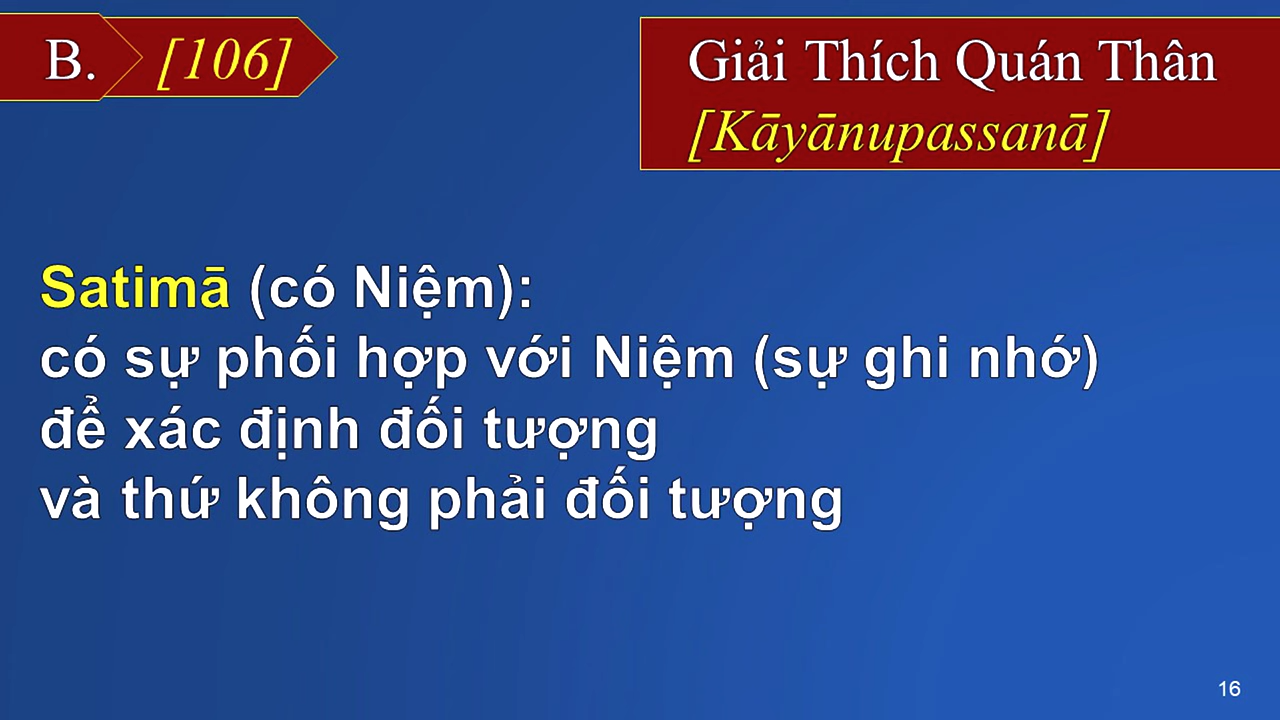 B. [106]
Giải Thích Quán Thân
[Kāyānupassanā]
Satimā (có Niệm):
có sự phối hợp với Niệm (sự ghi nhớ)
để xác định đối tượng
và thứ không phải đối tượng
16